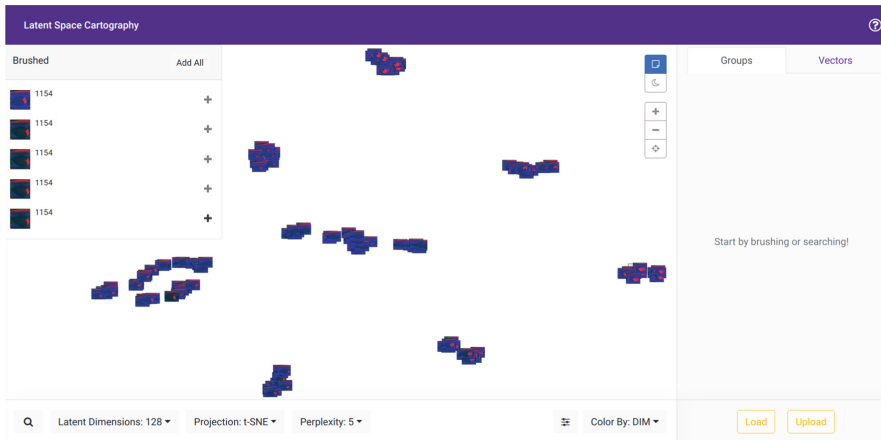 Latent Space Cartography
Brushed
Add All
1154
1154
1154
1154
1154
Groups
Vectors
Start by brushing or searching!
Latent Dimensions: 128
Projection: t-SNE
Perplexity: 5
Color By: DIM
Load
Upload